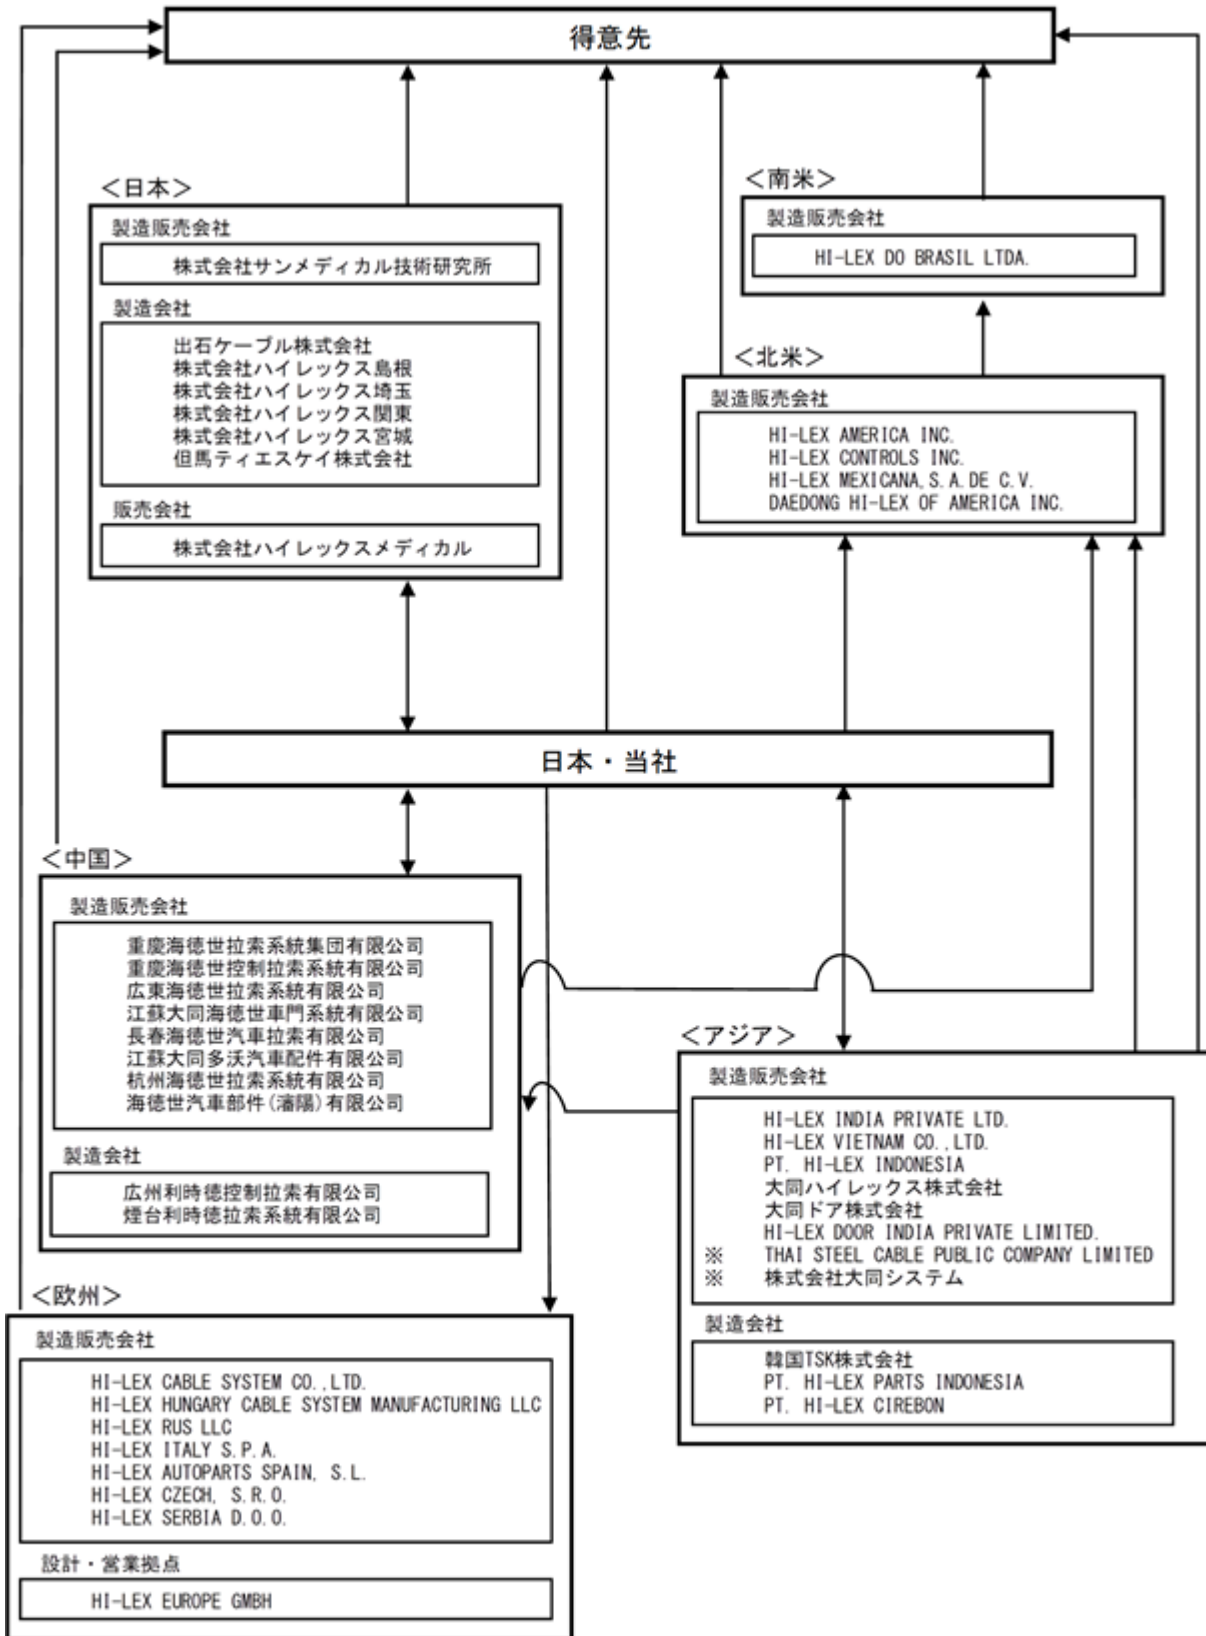 得意先
＜日本＞
製造販売会社
株式会社サンメディカル技術研究所
製造会社
出石ケーブル株式会社
株式会社ハイレックス島根
株式会社ハイレックス埼玉
株式会社ハイレックス関東
株式会社ハイレックス宮城
但馬ティエスケイ株式会社
販売会社
株式会社ハイレックスメディカル
＜南米＞
製造販売会社
HI-LEX DO BRASIL LTDA.
＜北米＞
製造販売会社
HI-LEX AMERICA INC.
HI-LEX CONTROLS INC.
HI-LEX MEXICANA,S.A.DE C.V.
DAEDONG HI-LEX OF AMERICA INC.
日本・当社
＜中国＞
製造販売会社
重慶海徳世拉索系統集団有限公司
重慶海徳世控制拉索系統有限公司
広東海徳世拉索系統有限公司
江蘇大同海徳世車門系統有限公司
長春海徳世汽車拉索有限公司
江蘇大同多沃汽車配件有限公司
杭州海徳世拉索系統有限公司
海徳世汽車部件(瀋陽)有限公司
製造会社
広州利時徳控制拉索有限公司
煙台利時徳拉索系統有限公司
＜アジア＞
製造販売会社
HI-LEX INDIA PRIVATE LTD.
HI-LEX VIETNAM CO.,LTD.
PT. HI-LEX INDONESIA
大同ハイレックス株式会社
大同ドア株式会社
HI-LEX DOOR INDIA PRIVATE LIMITED.
※ THAI STEEL CABLE PUBLIC COMPANY LIMITED
※ 株式会社大同システム
製造会社
韓国TSK株式会社
PT. HI-LEX PARTS INDONESIA
PT. HI-LEX CIREBON
＜欧州＞
製造販売会社
HI-LEX CABLE SYSTEM CO.,LTD.
HI-LEX HUNGARY CABLE SYSTEM MANUFACTURING LLC
HI-LEX RUS LLC
HI-LEX ITALY S.P.A.
HI-LEX AUTOPARTS SPAIN, S.L.
HI-LEX CZECH, S.R.O.
HI-LEX SERBIA D.O.O.
設計・営業拠点
HI-LEX EUROPE GMBH